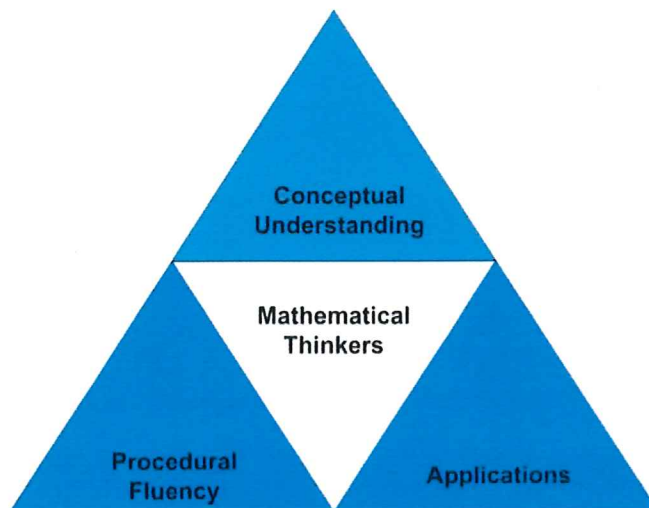 Conceptual
Understanding
Mathematical
Thinkers
Procedural
Fluency
Applications